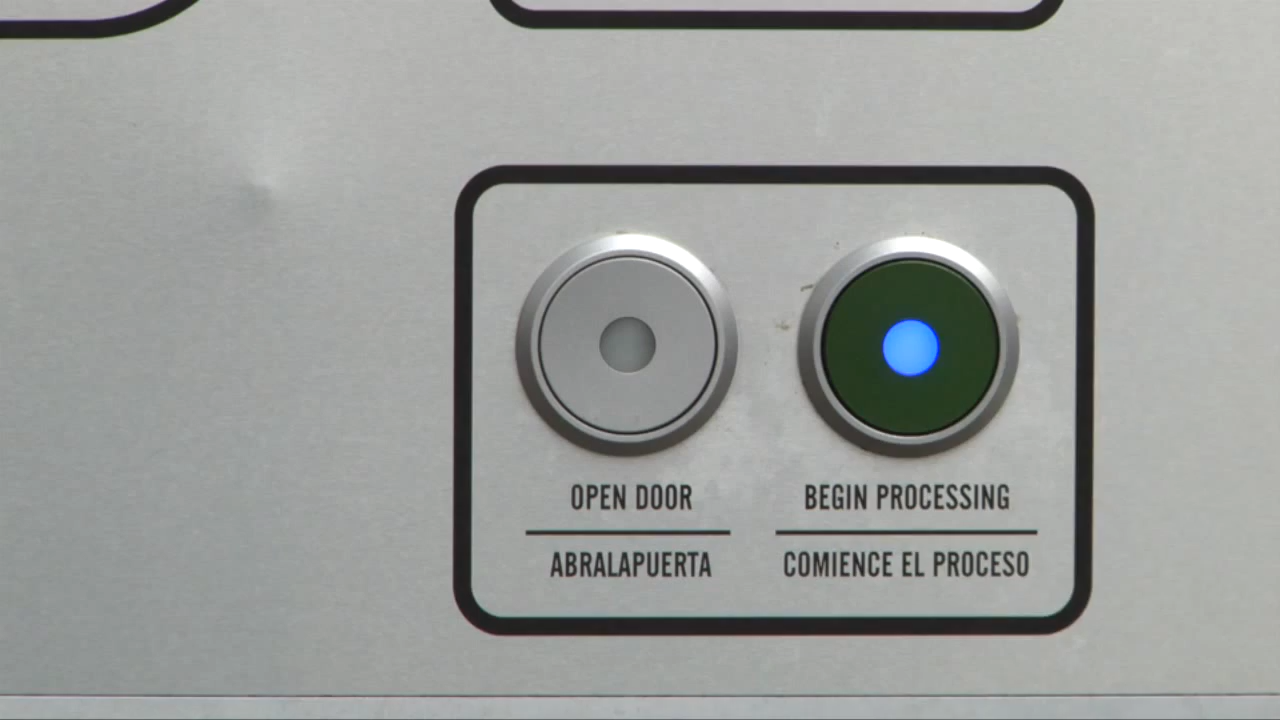 OPEN DOOR
ABRALAPUERTA
BEGIN PROCESSING
COMIENCE EL PROCESO